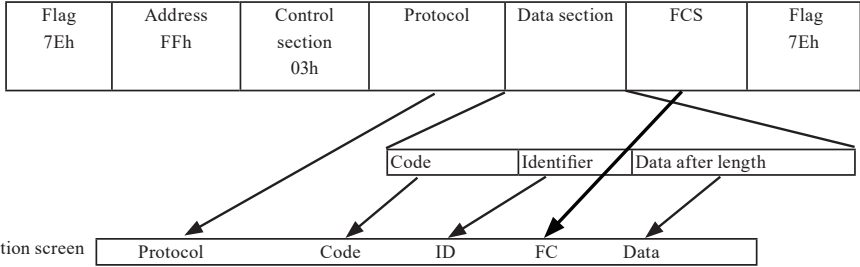 Flag Address Control Protocol Data section FCS Flag
7Eh FFh section 7Eh
03h
Code Identifier Data after length
tion screen Protocol Code ID FC Data